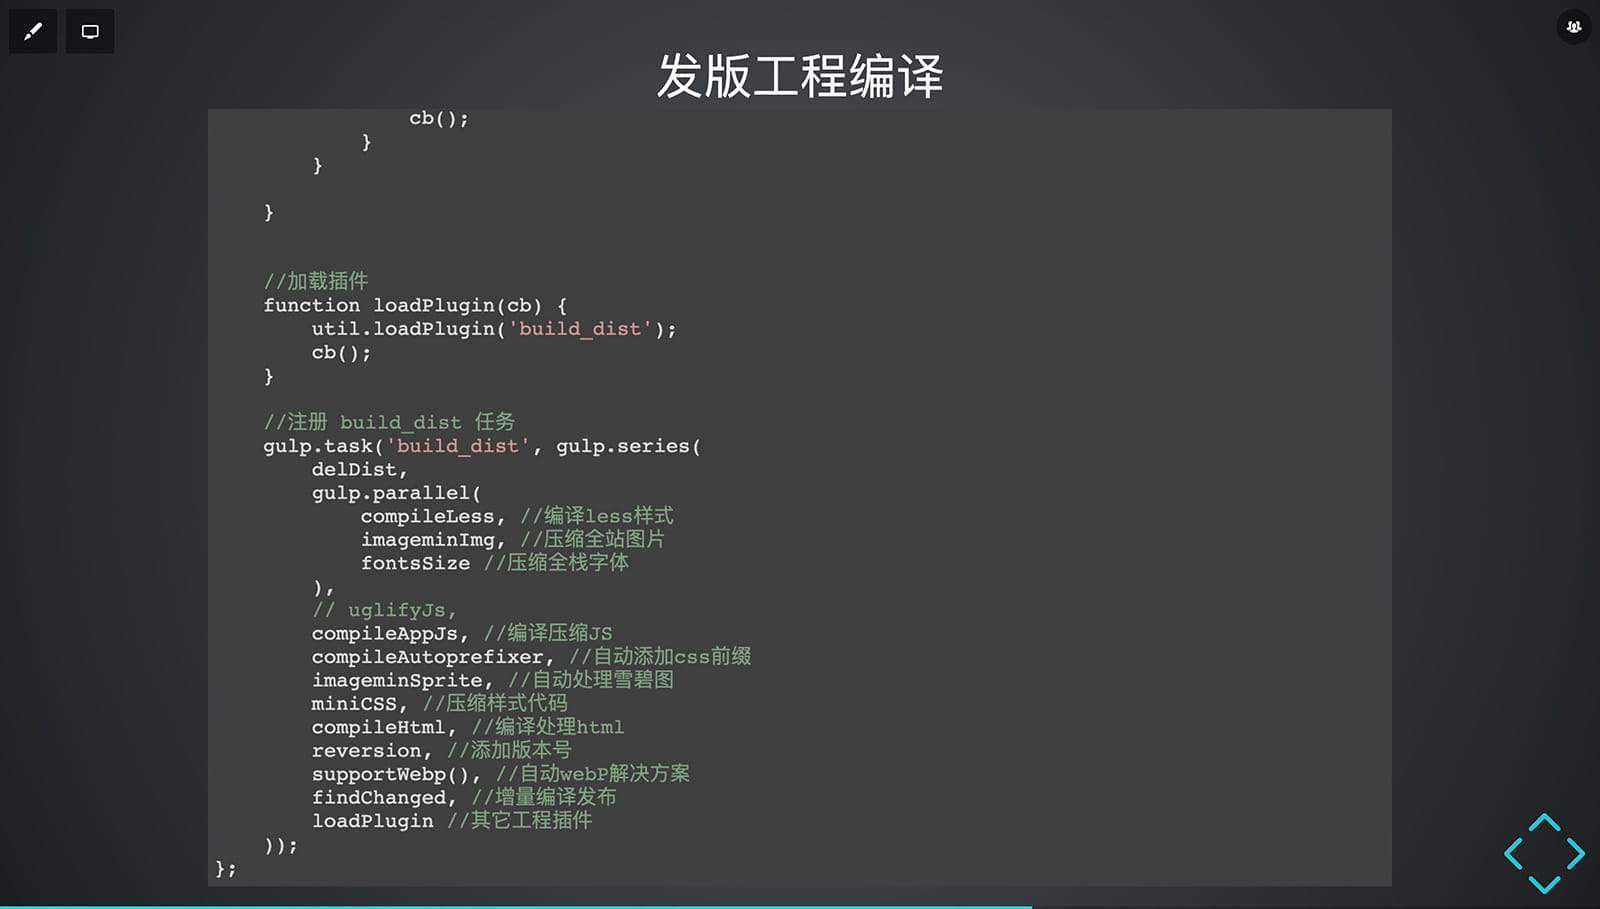 发版工程编译
cb();
}
}
}
//加载插件
function loadPlugin(cb) {
util.loadPlugin('build_dist');
cb();
}
//注册 build_dist 任务
gulp.task('build_dist', gulp.series(
delDist,
gulp.parallel(
compileLess, //编译less样式
imageminImg, //压缩全站图片
fontsSize //压缩全栈字体
),
// uglifyJs,
compileAppJs, //编译压缩JS
compileAutoprefixer, //自动添加css前缀
imageminSprite, //自动处理雪碧图
miniCSS, //压缩样式代码
compileHtml, //编译处理html
reversion, //添加版本号
supportWebp(), //自动webP解决方案
findChanged, //增量编译发布
loadPlugin //其它工程插件
));
};